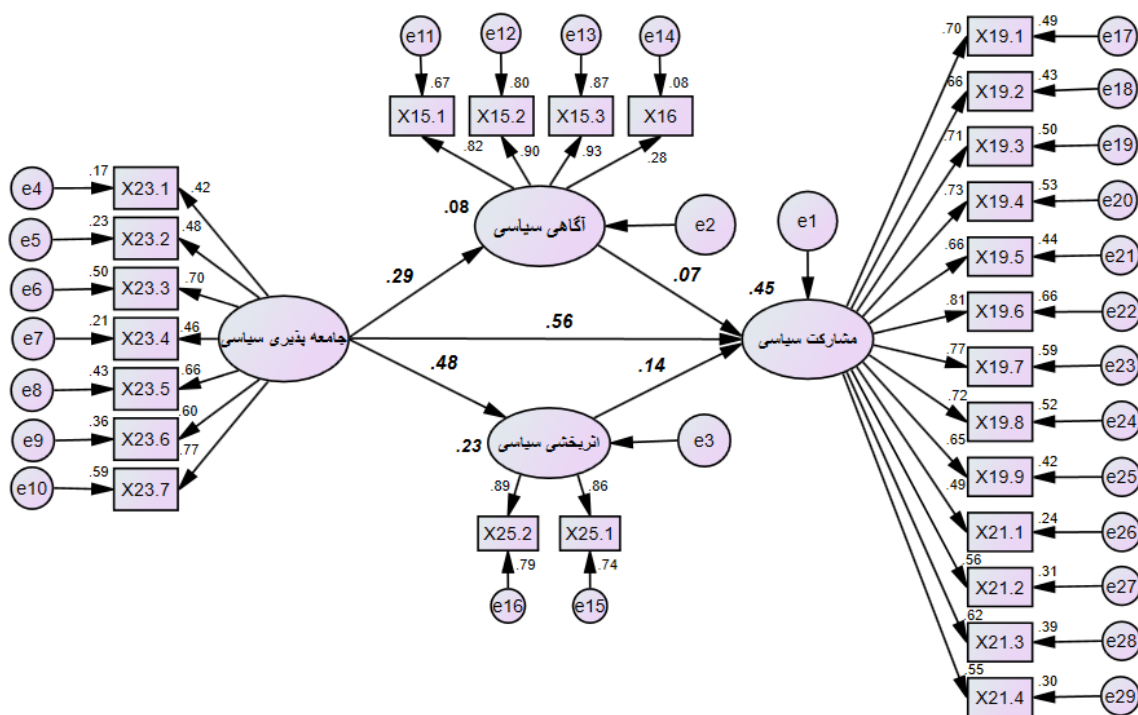 e11
e12
e13
e14
.67
.80
.87
.08
X15.1
X15.2
X15.3
X16
.82
.90
.93
.28
.08
آگاهی سیاسی
e2
e4
.17
X23.1
.42
e5
.23
X23.2
.48
e6
.50
X23.3
.70
e7
.21
X23.4
.46
e8
.43
X23.5
.66
e9
.36
X23.6
.60
e10
.59
X23.7
.77
جامعه پذیری سیاسی
.29
.56
.48
.07
.14
.23
اثربخشی سیاسی
e3
.89
.86
X25.2
X25.1
.79
.74
e16
e15
e1
.45
مشارکت سیاسی
.70
X19.1
.49
e17
.66
X19.2
.43
e18
.71
X19.3
.50
e19
.73
X19.4
.53
e20
.66
X19.5
.44
e21
.81
X19.6
.66
e22
.77
X19.7
.59
e23
.72
X19.8
.52
e24
.65
X19.9
.42
e25
.49
X21.1
.24
e26
.56
X21.2
.31
e27
.62
X21.3
.39
e28
.55
X21.4
.30
e29